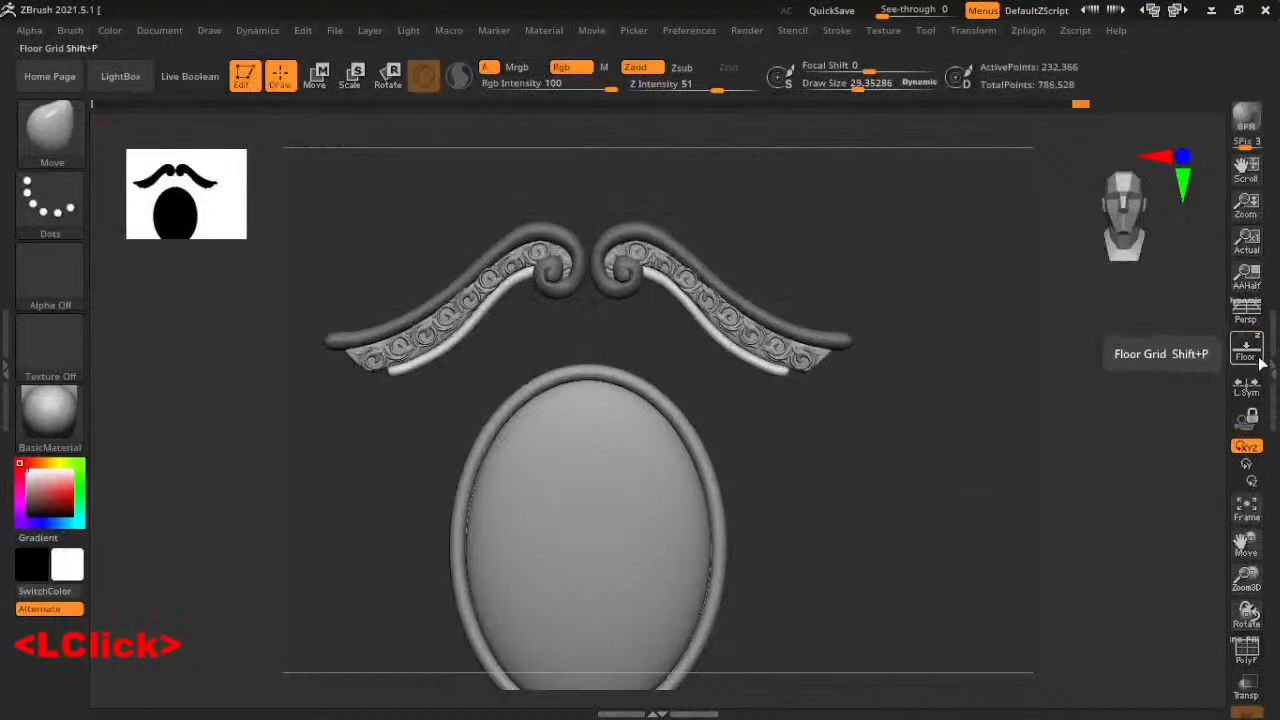 ZBrush 2021.5.1 [
AC QuickSave See-through 0 Menus DefaultZScript
Alpha Brush Color Document Draw Dynamics Edit File Layer Light Macro Marker Material Movie Picker Preferences Render Stencil Stroke Texture Tool Transform Zplugin Zscript Help
Floor Grid Shift+P
Home Page LightBox Live Boolean Edit Draw Move Scale Rotate
A Mrgb Rgb M Zadd Zsub Zcut
Rgb Intensity 100 Z Intensity 51
Focal Shift 0
Draw Size 29.35286 Dynamic
S
D
ActivePoints: 232,366
TotalPoints: 786,528
Move
Dots
Alpha Off
Texture Off
BasicMaterial
Gradient
SwitchColor
Alternate
<LClick>
Floor Grid Shift+P
BPR
SPix 3
Scroll
Zoom
Actual
AAHalf
Persp
Floor
L.Sym
XYZ
Frame
Move
Zoom3D
Rotate
PolyF
Transp